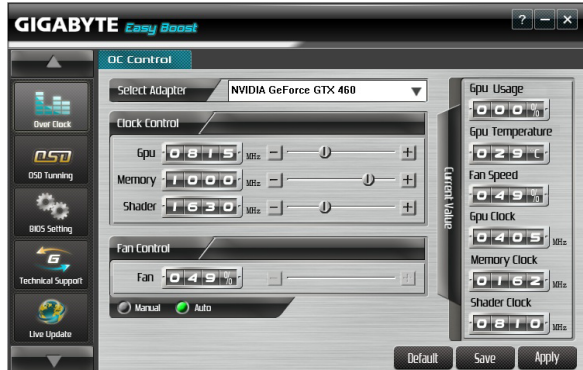 GIGABYTE Easy Boost
? – x
OC Control
Over Clock
OSD Tunning
BIOS Setting
Technical Support
Live Update
Select Adapter NVIDIA GeForce GTX 460
Clock Control
Gpu 0815 MHz
Memory 1000 MHz
Shader 1630 MHz
Fan Control
Fan 049%
Manual Auto
Current Value
Gpu Usage
000%
Gpu Temperature
029C
Fan Speed
049%
Gpu Clock
0405 MHz
Memory Clock
0162 MHz
Shader Clock
0810 MHz
Default Save Apply